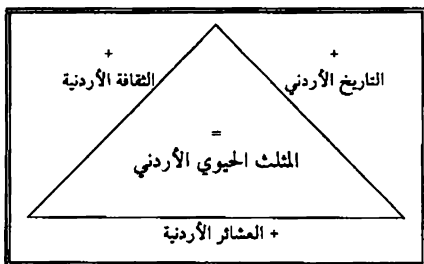 +
التاريخ الأردني
+
الثقافة الأردنية
=
المثلث الحيوي الأردني
+ العشائر الأردنية